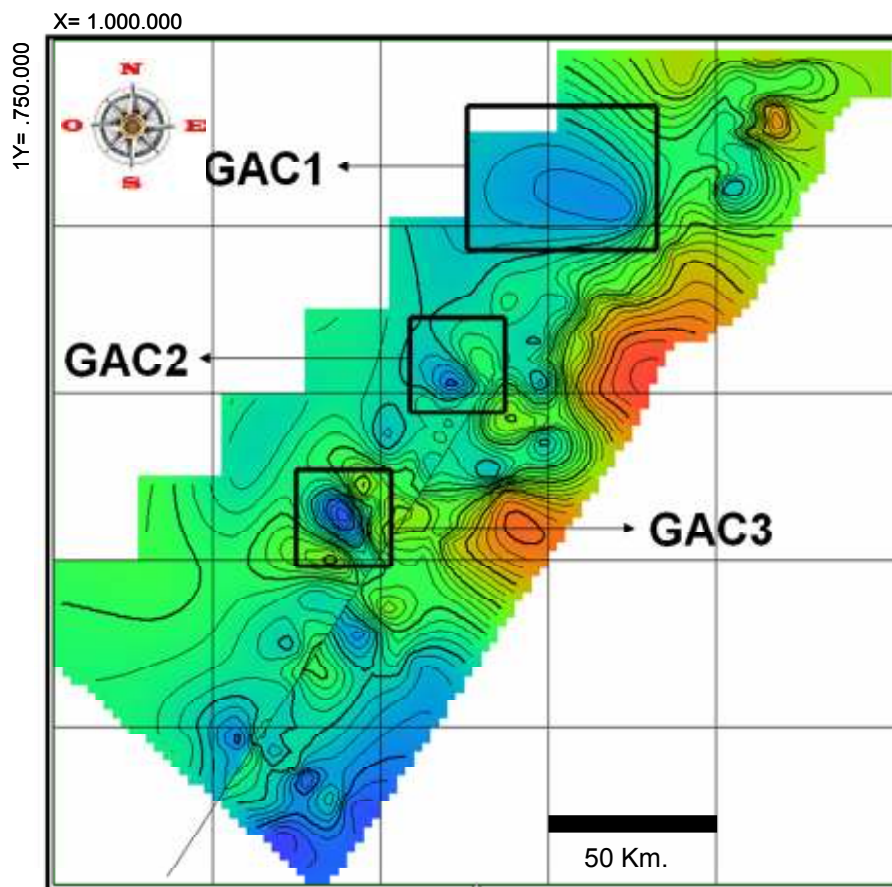 X= 1.000.000
1Y= .750.000
N
O E
S
GAC1
GAC2
GAC3
50 Km.